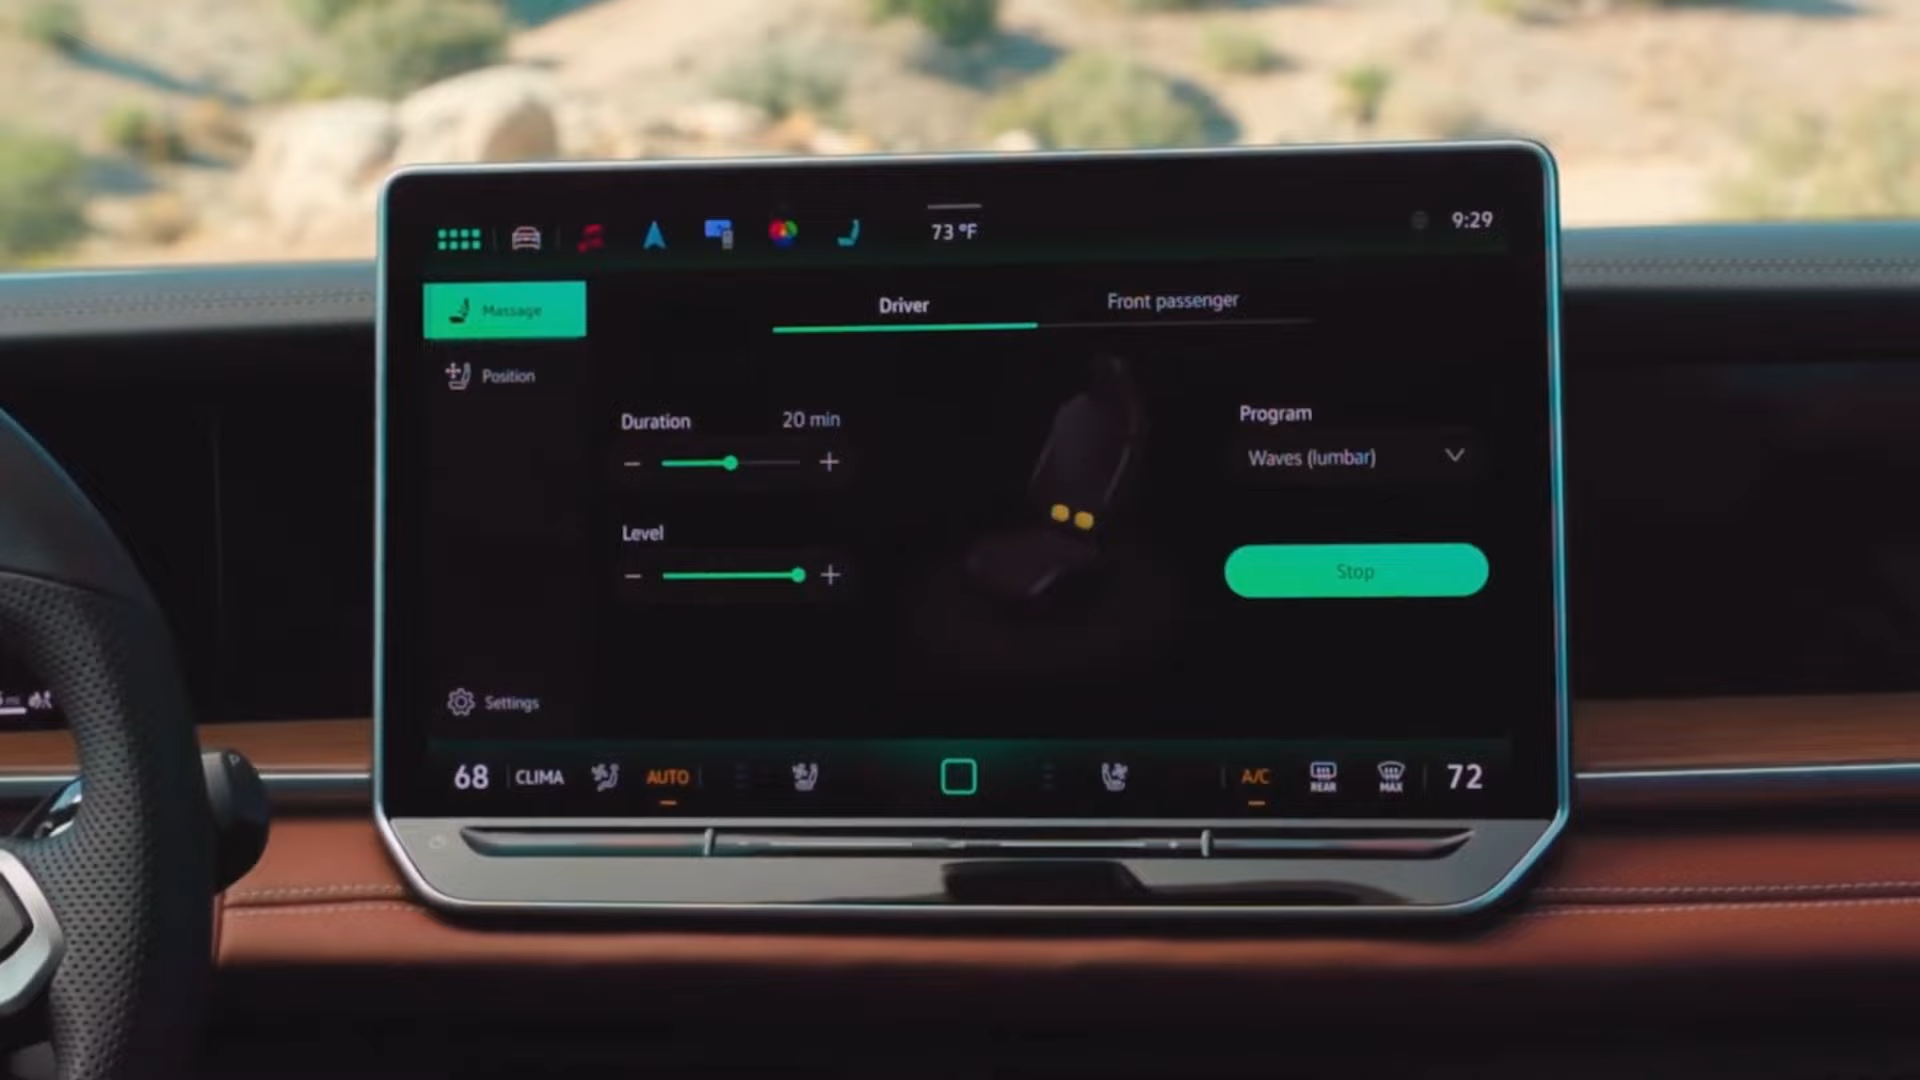 73 °F
9:29
Massage
Driver
Front passenger
Position
Duration
20 min
Program
Waves (lumbar)
Level
Stop
Settings
68
CLIMA
AUTO
A/C
REAR
MAX
72